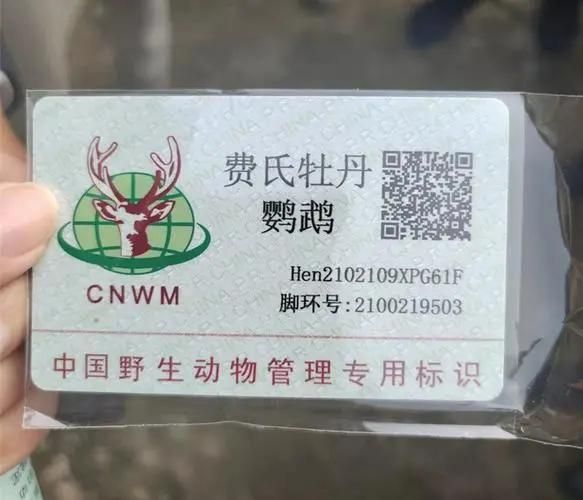 费氏牡丹
鹦鹉
Hen2102109XPG61F
脚环号:2100219503
CNWM
中国野生动物管理专用标识